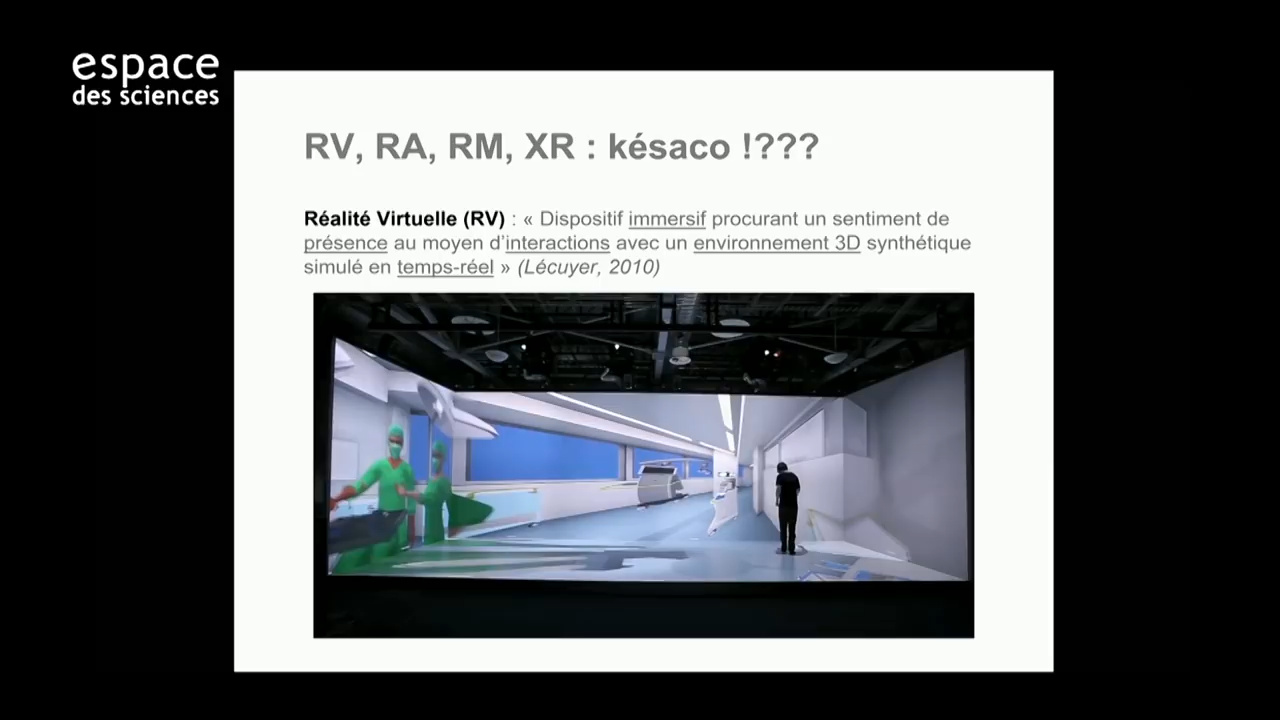 espace
des sciences
RV, RA, RM, XR : késaco !???
Réalité Virtuelle (RV) : « Dispositif immersif procurant un sentiment de
présence au moyen d'interactions avec un environnement 3D synthétique
simulé en temps-réel » (Lécuyer, 2010)